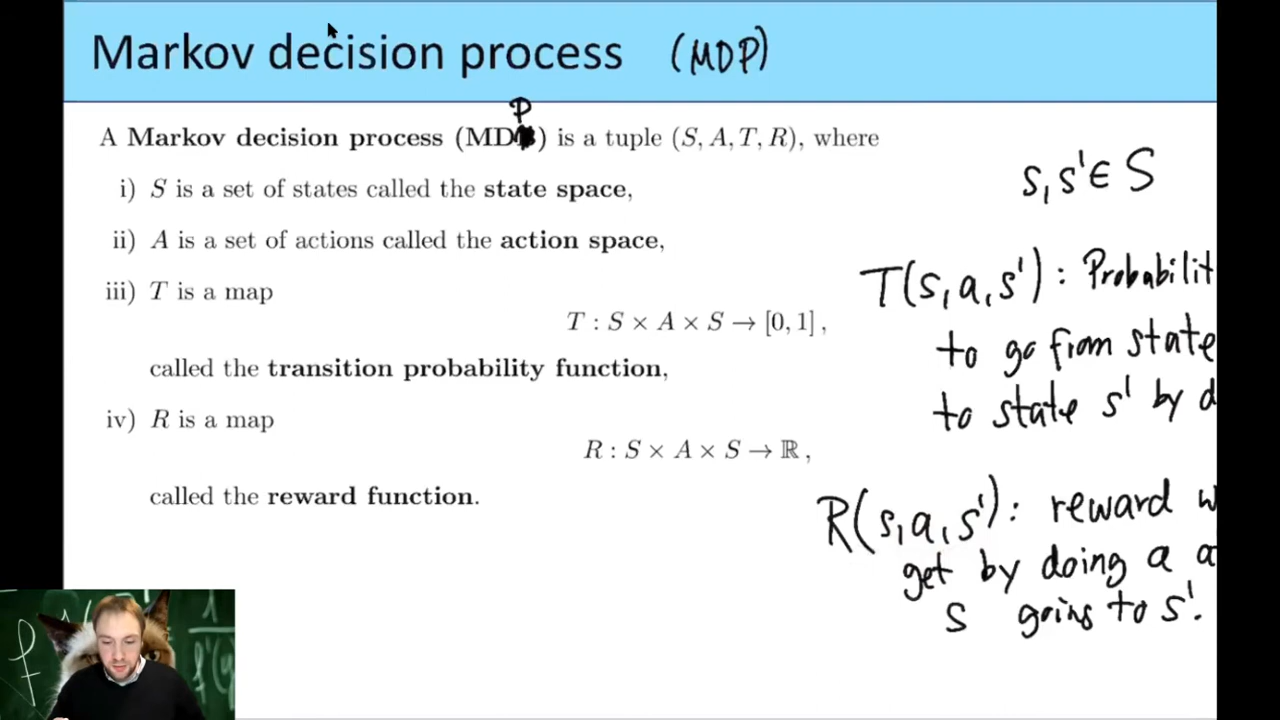 Markov decision process (MDP)
P
A Markov decision process (MD) is a tuple (S, A, T, R), where
i) S is a set of states called the state space,
ii) A is a set of actions called the action space,
iii) T is a map
T : S × A × S → [0, 1] ,
called the transition probability function,
iv) R is a map
R : S × A × S → ℝ ,
called the reward function.
s, s' ∈ S
T(s, a, s') : Probabilit
to go from state
to state s' by d
R(s, a, s') : reward w
get by doing a a
s going to s'.